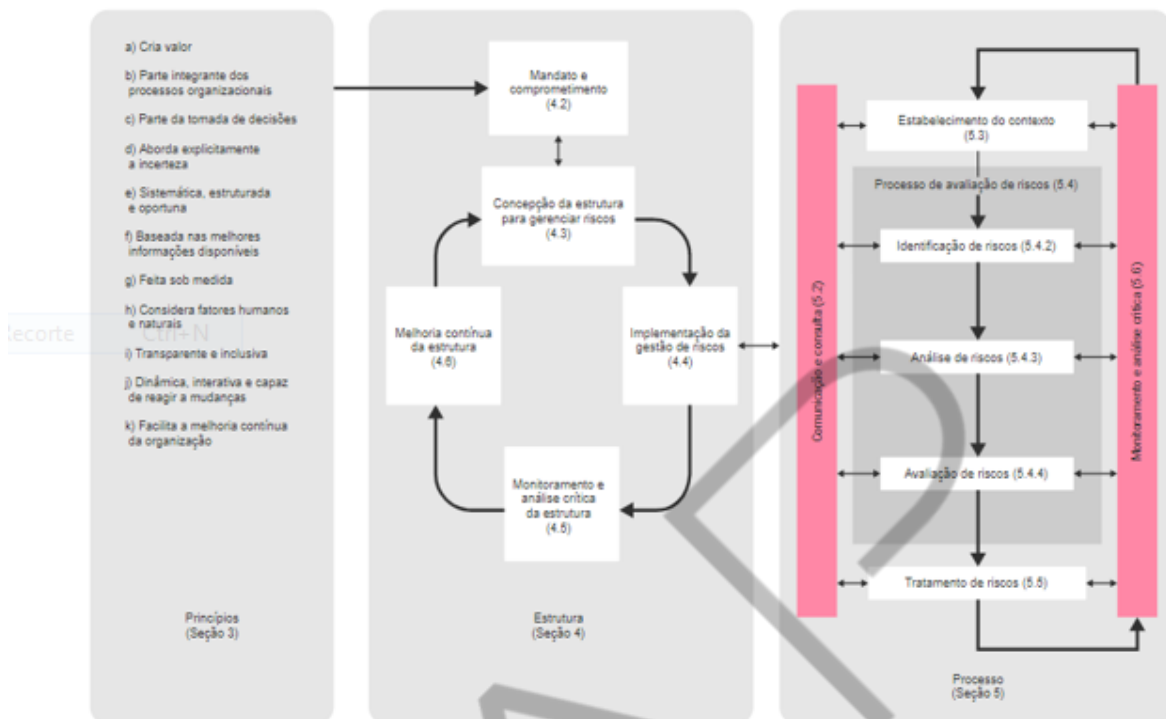 a) Cria valor
b) Parte integrante dos
processos organizacionais
c) Parte da tomada de decisões
d) Aborda explicitamente
a incerteza
e) Sistemática, estruturada
e oportuna
f) Baseada nas melhores
informações disponíveis
g) Feita sob medida
h) Considera fatores humanos
e naturais
i) Transparente e inclusiva
j) Dinâmica, interativa e capaz
de reagir a mudanças
k) Facilita a melhoria contínua
da organização
Princípios
(Seção 3)
Recorte Ctrl+N
Mandato e
comprometimento
(4.2)
Concepção da estrutura
para gerenciar riscos
(4.3)
Melhoria contínua
da estrutura
(4.6)
Implementação da
gestão de riscos
(4.4)
Monitoramento e
análise crítica
da estrutura
(4.5)
Estrutura
(Seção 4)
Comunicação e consulta (5.2)
Estabelecimento do contexto
(5.3)
Processo de avaliação de riscos (5.4)
Identificação de riscos (5.4.2)
Análise de riscos (5.4.3)
Avaliação de riscos (5.4.4)
Tratamento de riscos (5.5)
Monitoramento e análise crítica (5.6)
Processo
(Seção 5)